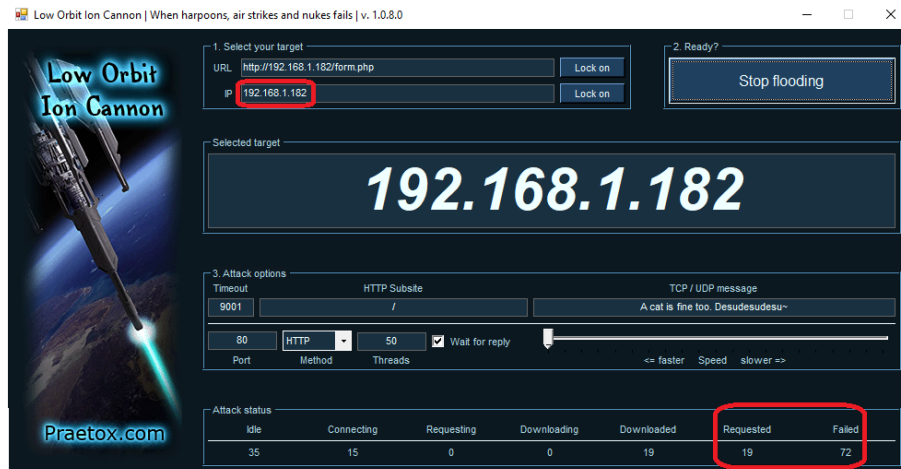 Low Orbit Ion Cannon | When harpoons, air strikes and nukes fails | v. 1.0.8.0
Low Orbit
Ion Cannon
Praetox.com
1. Select your target
URL http://192.168.1.182/form.php Lock on
IP 192.168.1.182 Lock on
2. Ready?
Stop flooding
Selected target
192.168.1.182
3. Attack options
Timeout HTTP Subsite TCP / UDP message
9001 / A cat is fine too. Desudesudesu~
80 HTTP 50 Wait for reply
Port Method Threads <= faster Speed slower =>
Attack status
Idle Connecting Requesting Downloading Downloaded Requested Failed
35 15 0 0 19 19 72